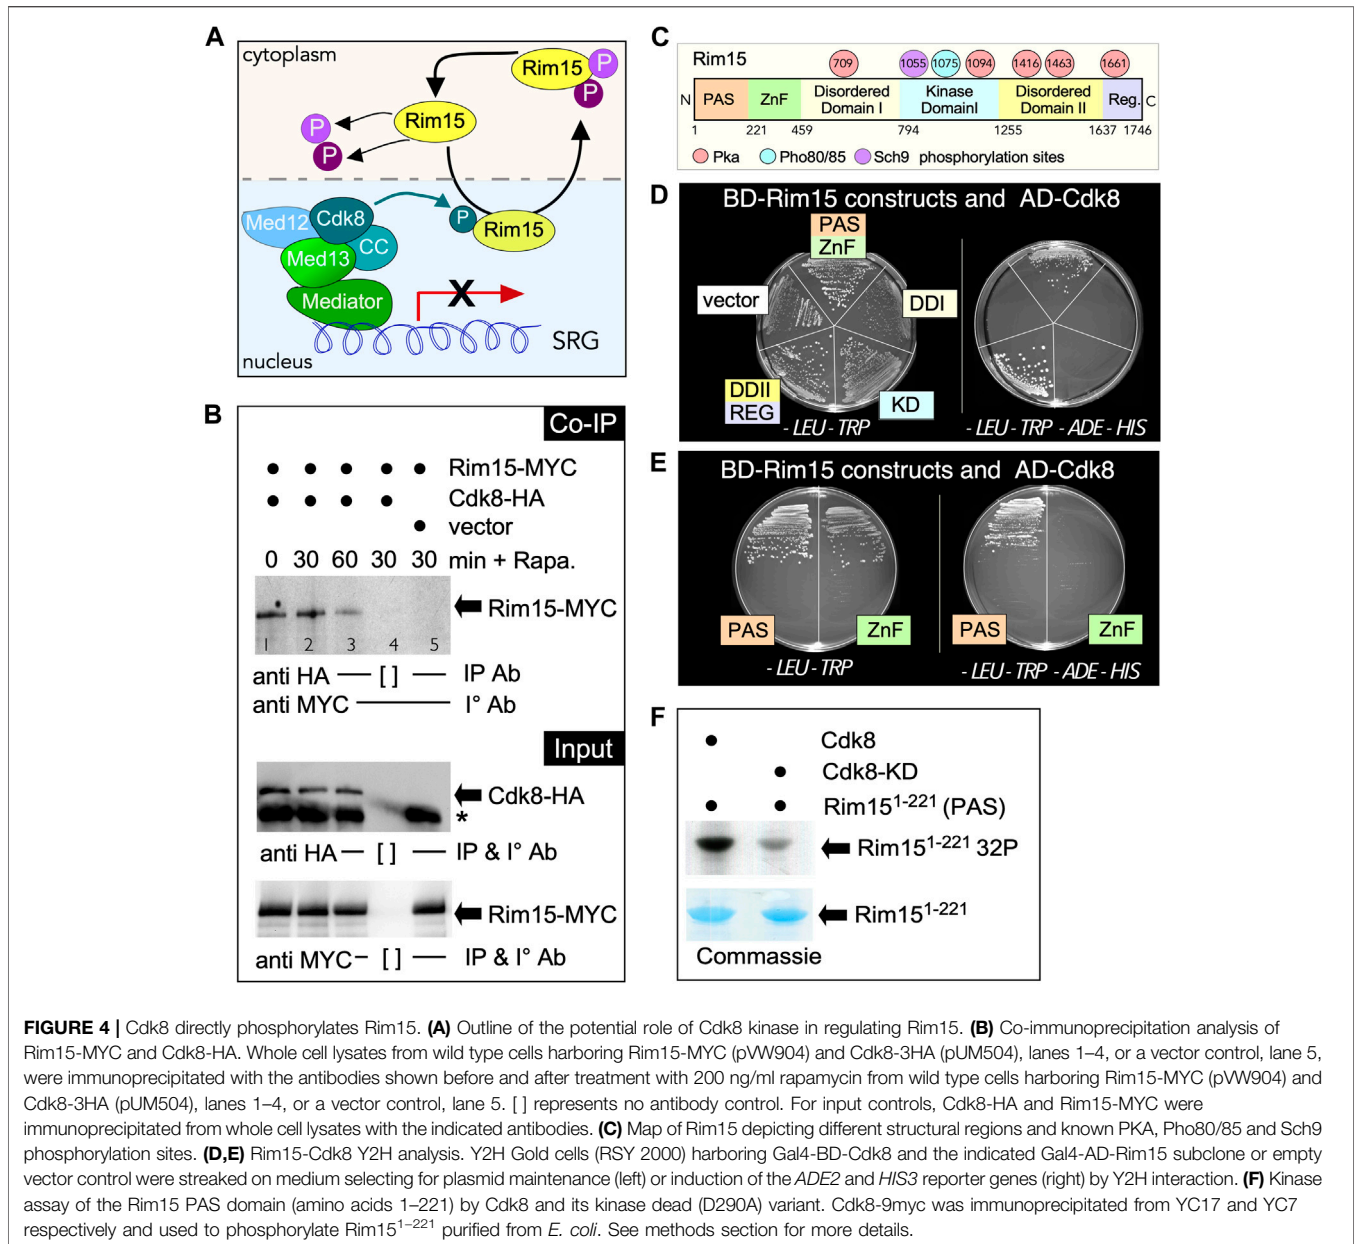 A
cytoplasm
Rim15
P
P
Rim15
P
P
Med12
Cdk8
CC
Med13
Mediator
P
Rim15
X
SRG
nucleus
B
Co-IP
Rim15-MYC
Cdk8-HA
vector
0 30 60 30 30 min + Rapa.
Rim15-MYC
1 2 3 4 5
anti HA — [ ] — IP Ab
anti MYC — I° Ab
Input
Cdk8-HA
*
anti HA — [ ] — IP & I° Ab
Rim15-MYC
anti MYC – [ ] — IP & I° Ab
C
Rim15
709 1055 1075 1094 1416 1463 1661
N PAS ZnF Disordered Domain I Kinase DomainI Disordered Domain II Reg. C
1 221 459 794 1255 1637 1746
Pka Pho80/85 Sch9 phosphorylation sites
D
BD-Rim15 constructs and AD-Cdk8
PAS
ZnF
vector
DDI
DDII
REG
KD
- LEU - TRP
- LEU - TRP - ADE - HIS
E
BD-Rim15 constructs and AD-Cdk8
PAS ZnF PAS ZnF
- LEU - TRP
- LEU - TRP - ADE - HIS
F
Cdk8
Cdk8-KD
Rim15¹⁻²²¹ (PAS)
Rim15¹⁻²²¹ 32P
Rim15¹⁻²²¹
Commassie
FIGURE 4 | Cdk8 directly phosphorylates Rim15. (A) Outline of the potential role of Cdk8 kinase in regulating Rim15. (B) Co-immunoprecipitation analysis of
Rim15-MYC and Cdk8-HA. Whole cell lysates from wild type cells harboring Rim15-MYC (pVW904) and Cdk8-3HA (pUM504), lanes 1–4, or a vector control, lane 5,
were immunoprecipitated with the antibodies shown before and after treatment with 200 ng/ml rapamycin from wild type cells harboring Rim15-MYC (pVW904) and
Cdk8-3HA (pUM504), lanes 1–4, or a vector control, lane 5. [ ] represents no antibody control. For input controls, Cdk8-HA and Rim15-MYC were
immunoprecipitated from whole cell lysates with the indicated antibodies. (C) Map of Rim15 depicting different structural regions and known PKA, Pho80/85 and Sch9
phosphorylation sites. (D,E) Rim15-Cdk8 Y2H analysis. Y2H Gold cells (RSY 2000) harboring Gal4-BD-Cdk8 and the indicated Gal4-AD-Rim15 subclone or empty
vector control were streaked on medium selecting for plasmid maintenance (left) or induction of the ADE2 and HIS3 reporter genes (right) by Y2H interaction. (F) Kinase
assay of the Rim15 PAS domain (amino acids 1–221) by Cdk8 and its kinase dead (D290A) variant. Cdk8-9myc was immunoprecipitated from YC17 and YC7
respectively and used to phosphorylate Rim15¹⁻²²¹ purified from E. coli. See methods section for more details.